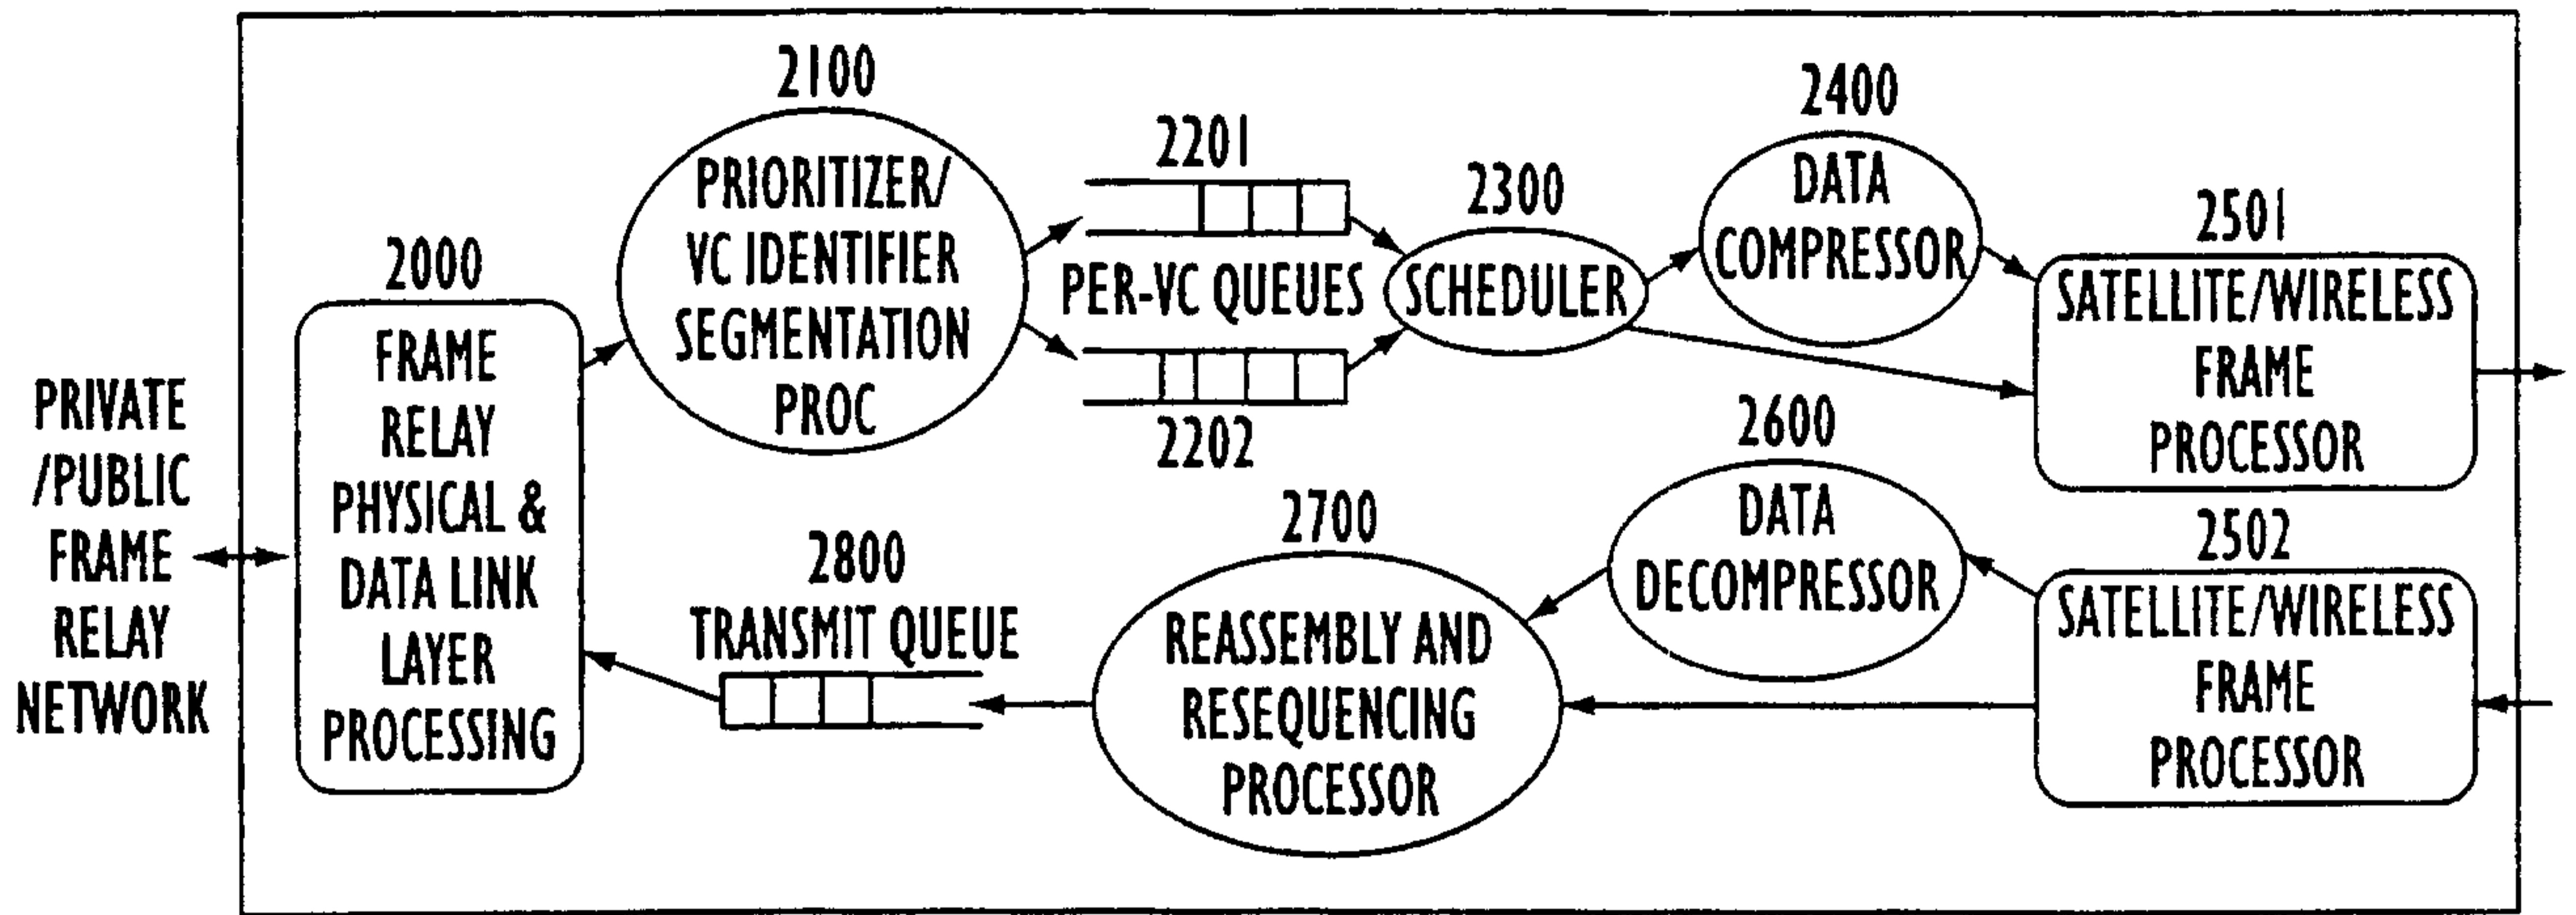 PRIVATE
/PUBLIC
FRAME
RELAY
NETWORK
2000
FRAME
RELAY
PHYSICAL &
DATA LINK
LAYER
PROCESSING
2100
PRIORITIZER/
VC IDENTIFIER
SEGMENTATION
PROC
2201
PER-VC QUEUES
2202
2300
SCHEDULER
2400
DATA
COMPRESSOR
2501
SATELLITE/WIRELESS
FRAME
PROCESSOR
2502
SATELLITE/WIRELESS
FRAME
PROCESSOR
2600
DATA
DECOMPRESSOR
2700
REASSEMBLY AND
RESEQUENCING
PROCESSOR
2800
TRANSMIT QUEUE